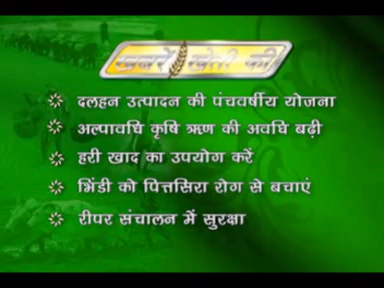 खबरें खेती की
दलहन उत्पादन की पंचवर्षीय योजना
अल्पावधि कृषि ऋण की अवधि बढ़ी
हरी खाद का उपयोग करें
भिंडी को पित्तसिरा रोग से बचाएं
रीपर संचालन में सुरक्षा